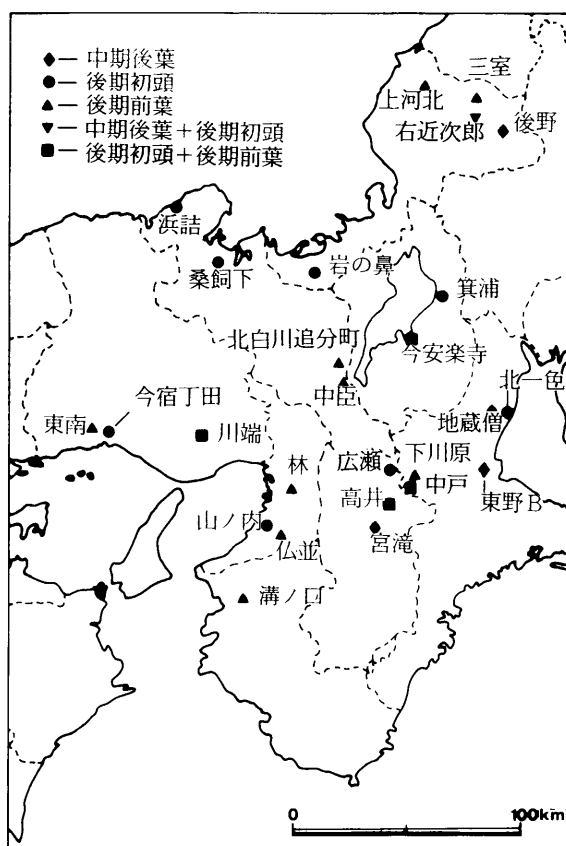 ◆― 中期後葉
●― 後期初頭
▲― 後期前葉
▼― 中期後葉＋後期初頭
■― 後期初頭＋後期前葉
三室
上河北
右近次郎
後野
浜詰
桑飼下
岩の鼻
箕浦
北白川追分町
今安楽寺
中臣
北一色
地蔵僧
今宿丁田
東南
川端
広瀬
下川原
林
中戸
高井
東野B
山ノ内
仏並
宮滝
溝ノ口
0 100km